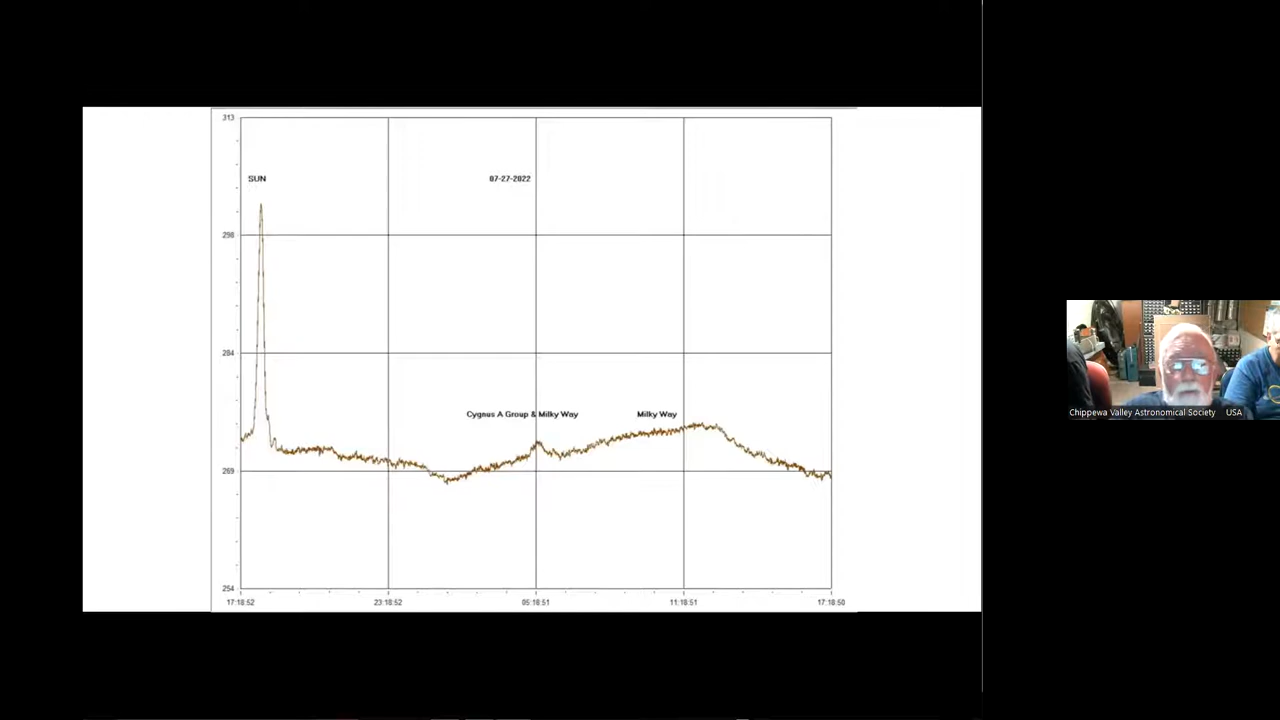 313
SUN
07-27-2022
298
284
Cygnus A Group & Milky Way
Milky Way
269
254
17:18:52
23:18:52
05:18:51
11:18:51
17:18:50
Chippewa Valley Astronomical Society USA